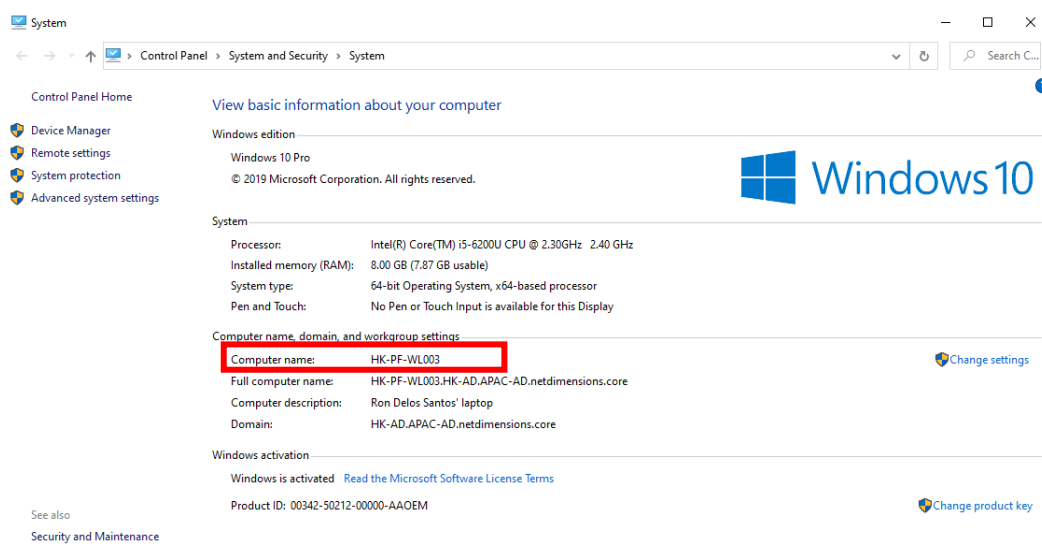 System
Control Panel › System and Security › System
Search C...
Control Panel Home
Device Manager
Remote settings
System protection
Advanced system settings
View basic information about your computer
Windows edition
Windows 10 Pro
© 2019 Microsoft Corporation. All rights reserved.
Windows 10
System
Processor: Intel(R) Core(TM) i5-6200U CPU @ 2.30GHz 2.40 GHz
Installed memory (RAM): 8.00 GB (7.87 GB usable)
System type: 64-bit Operating System, x64-based processor
Pen and Touch: No Pen or Touch Input is available for this Display
Computer name, domain, and workgroup settings
Computer name: HK-PF-WL003
Change settings
Full computer name: HK-PF-WL003.HK-AD.APAC-AD.netdimensions.core
Computer description: Ron Delos Santos' laptop
Domain: HK-AD.APAC-AD.netdimensions.core
Windows activation
Windows is activated Read the Microsoft Software License Terms
Product ID: 00342-50212-00000-AAOEM
Change product key
See also
Security and Maintenance